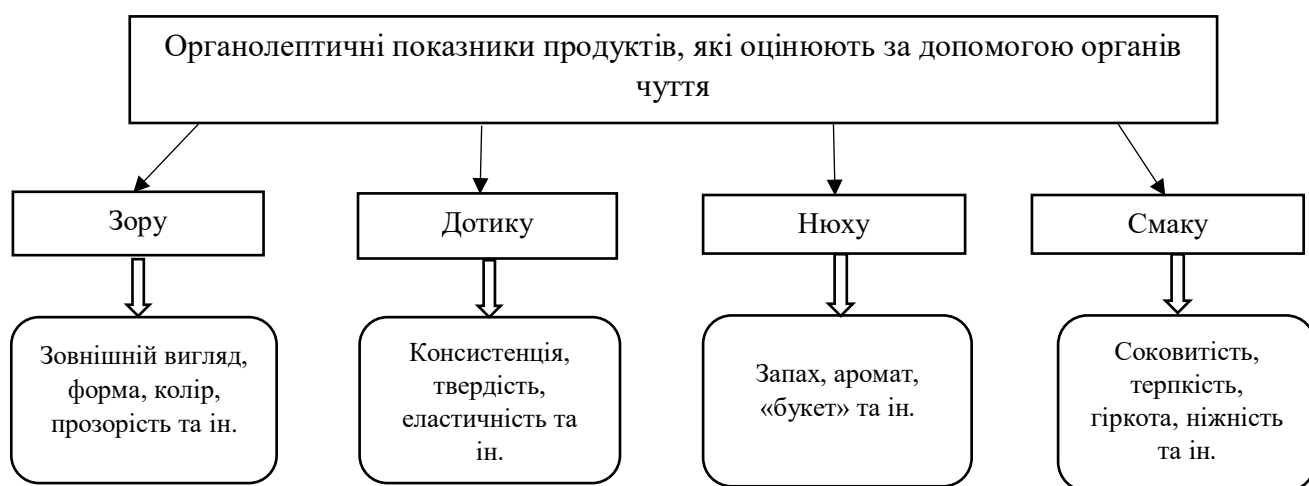 Органолептичні показники продуктів, які оцінюють за допомогою органів
чуття
Зору
Дотику
Нюху
Смаку
Зовнішній вигляд,
форма, колір,
прозорість та ін.
Консистенція,
твердість,
еластичність та
ін.
Запах, аромат,
«букет» та ін.
Соковитість,
терпкість,
гіркота, ніжність
та ін.